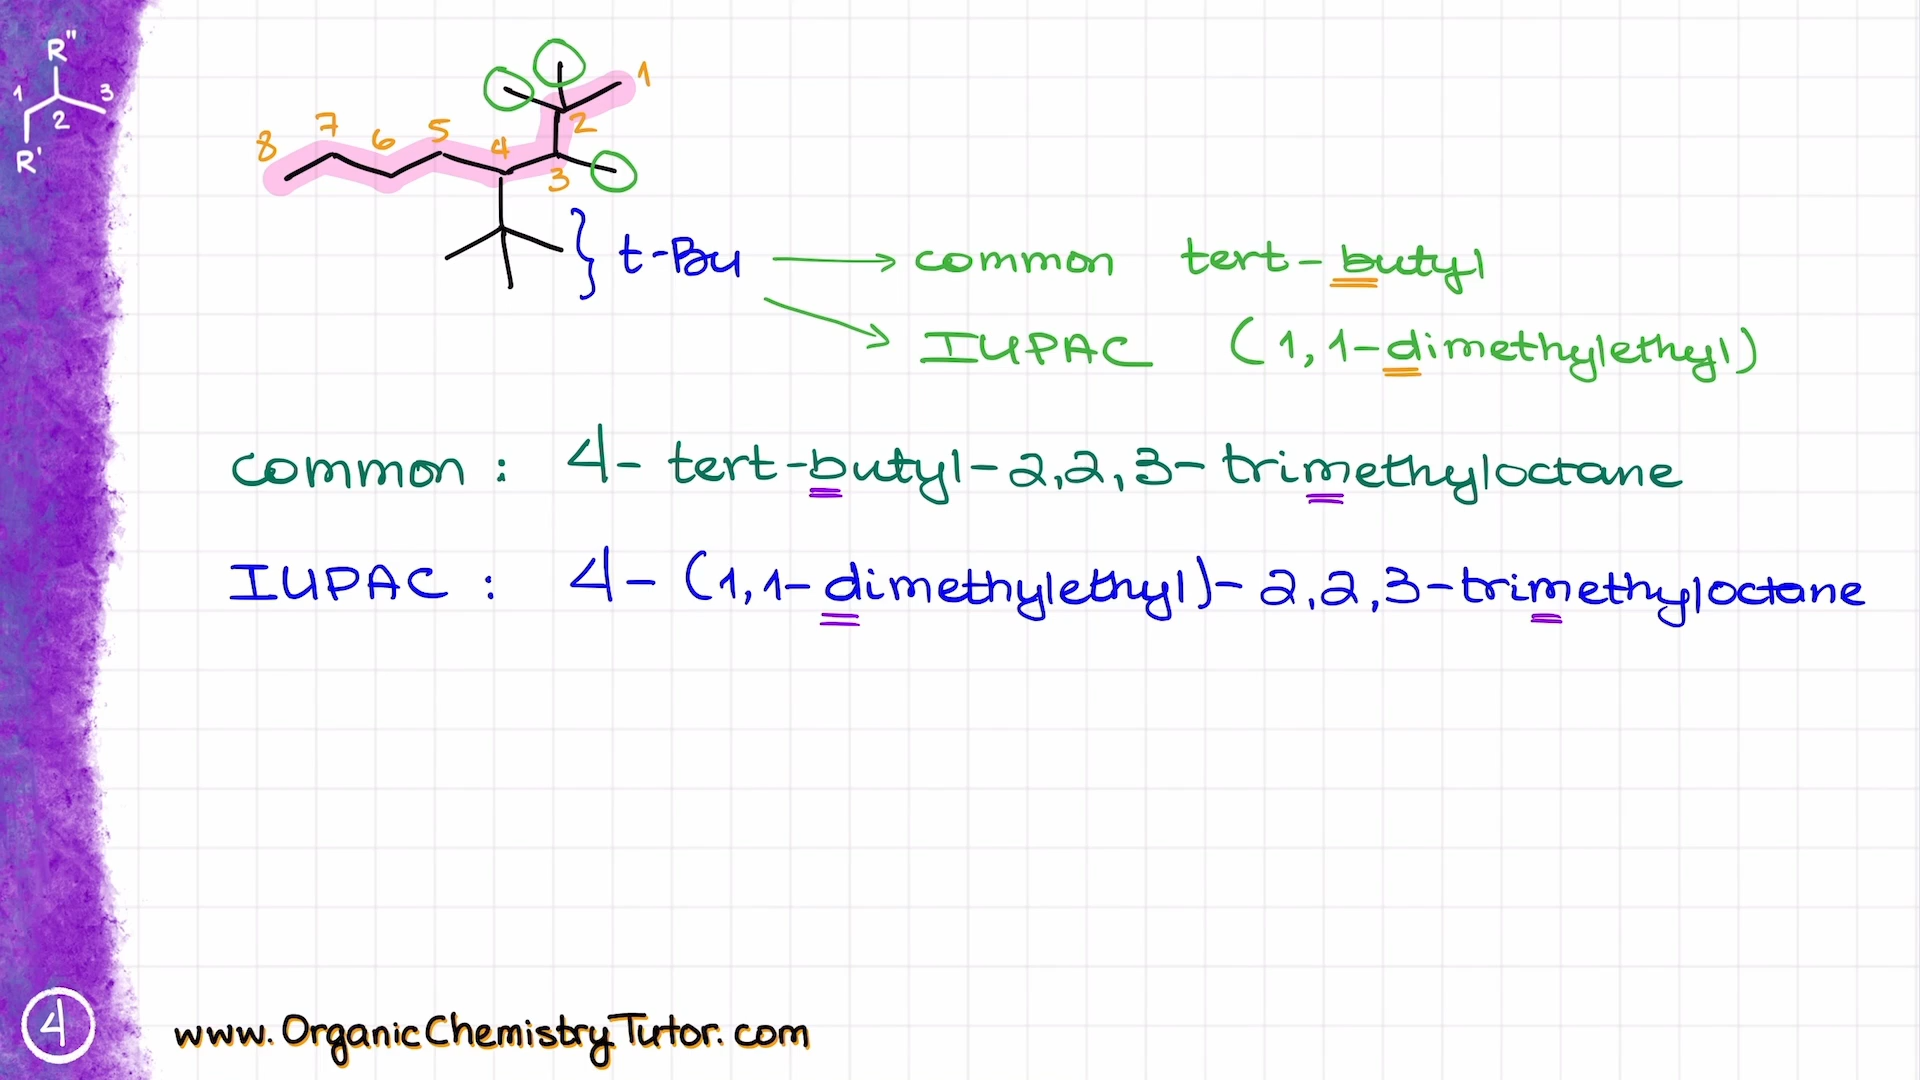 R"
1
3
2
R'
1
2
8 7 6 5 4
3
} t-Bu → common tert-butyl
→ IUPAC (1,1-dimethylethyl)
common : 4-tert-butyl-2,2,3-trimethyloctane
IUPAC : 4-(1,1-dimethylethyl)-2,2,3-trimethyloctane
4
www.OrganicChemistryTutor.com